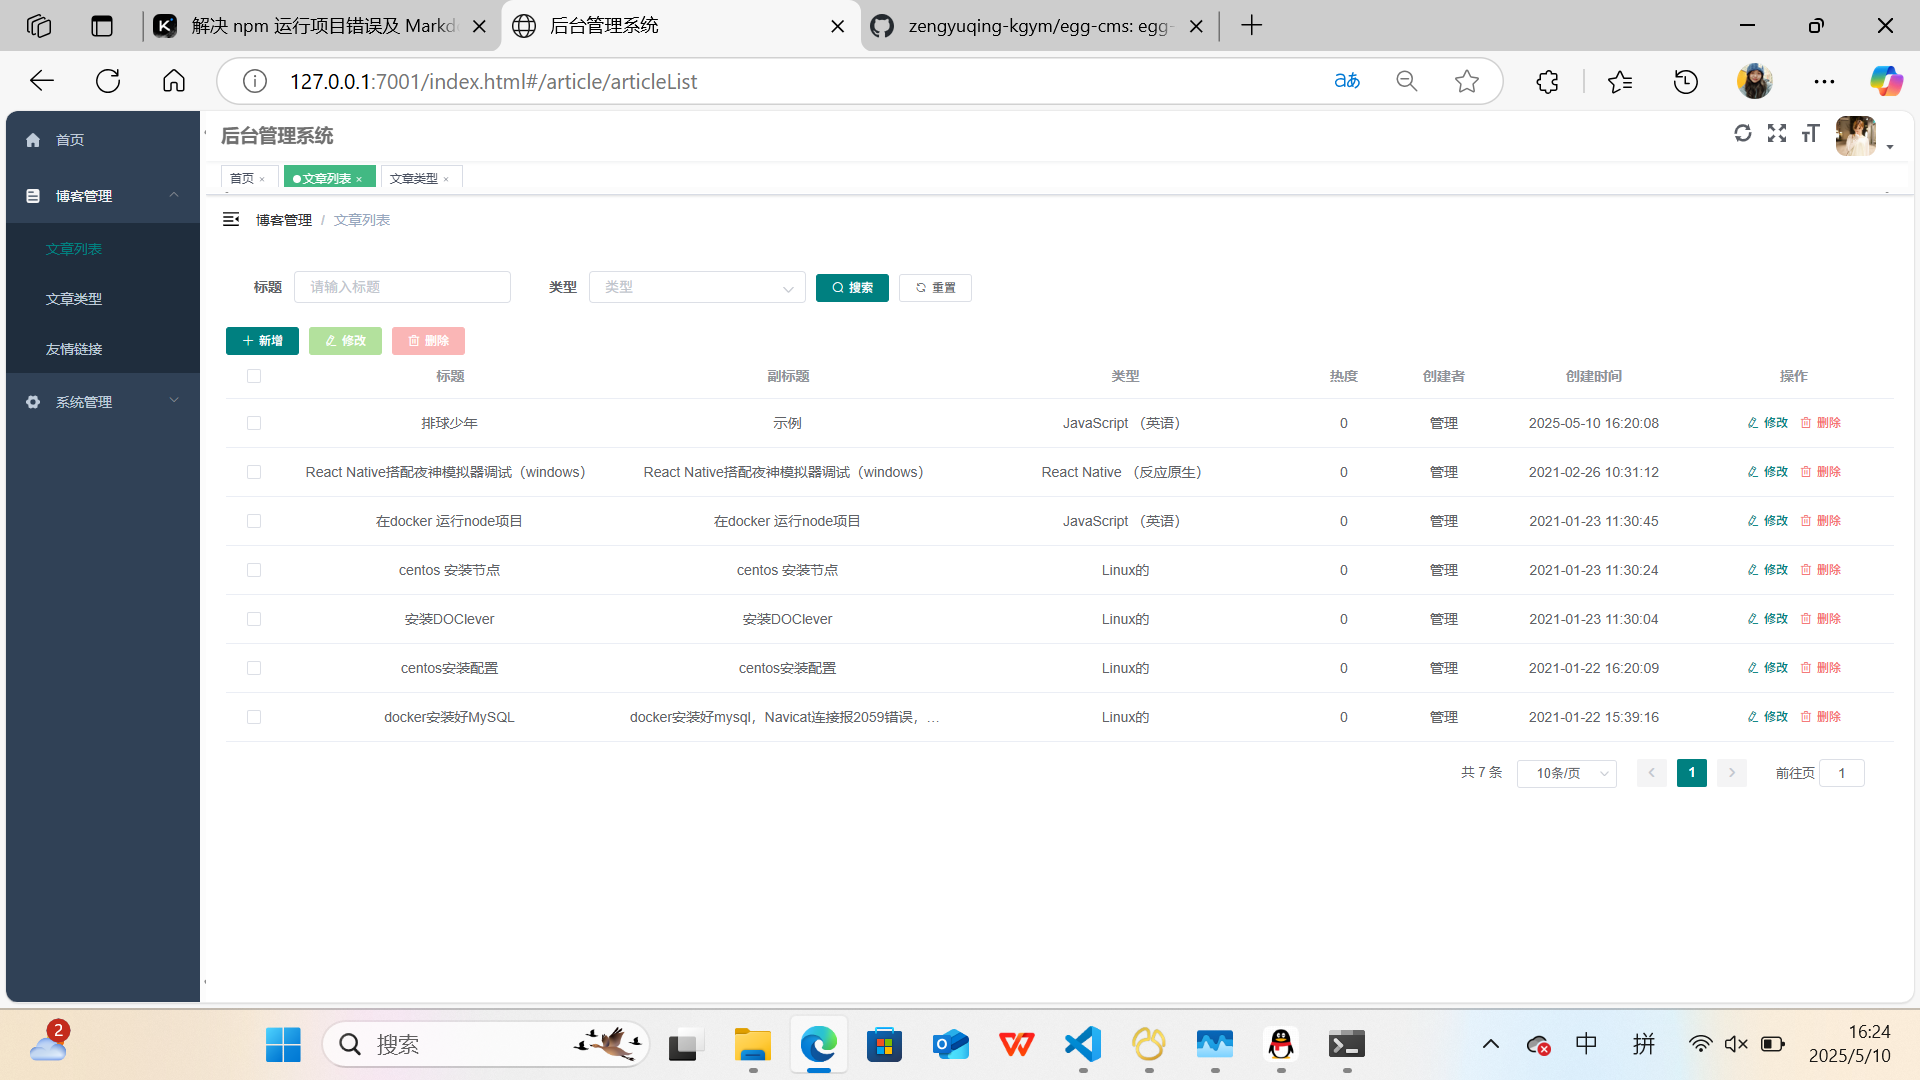 解决 npm 运行项目错误及 Markd
后台管理系统
zengyuqing-kgym/egg-cms: egg-
127.0.0.1:7001/index.html#/article/articleList
aあ
首页
博客管理
文章列表
文章类型
友情链接
系统管理
后台管理系统
首页 ×
文章列表 ×
文章类型 ×
博客管理 / 文章列表
标题 请输入标题 类型 类型 搜索 重置
新增 修改 删除
标题 副标题 类型 热度 创建者 创建时间 操作
排球少年 示例 JavaScript （英语） 0 管理 2025-05-10 16:20:08 修改 删除
React Native搭配夜神模拟器调试（windows） React Native搭配夜神模拟器调试（windows） React Native （反应原生） 0 管理 2021-02-26 10:31:12 修改 删除
在docker 运行node项目 在docker 运行node项目 JavaScript （英语） 0 管理 2021-01-23 11:30:45 修改 删除
centos 安装节点 centos 安装节点 Linux的 0 管理 2021-01-23 11:30:24 修改 删除
安装DOClever 安装DOClever Linux的 0 管理 2021-01-23 11:30:04 修改 删除
centos安装配置 centos安装配置 Linux的 0 管理 2021-01-22 16:20:09 修改 删除
docker安装好MySQL docker安装好mysql，Navicat连接报2059错误，… Linux的 0 管理 2021-01-22 15:39:16 修改 删除
共 7 条 10条/页 1 前往页 1
2
搜索
中 拼
16:24
2025/5/10